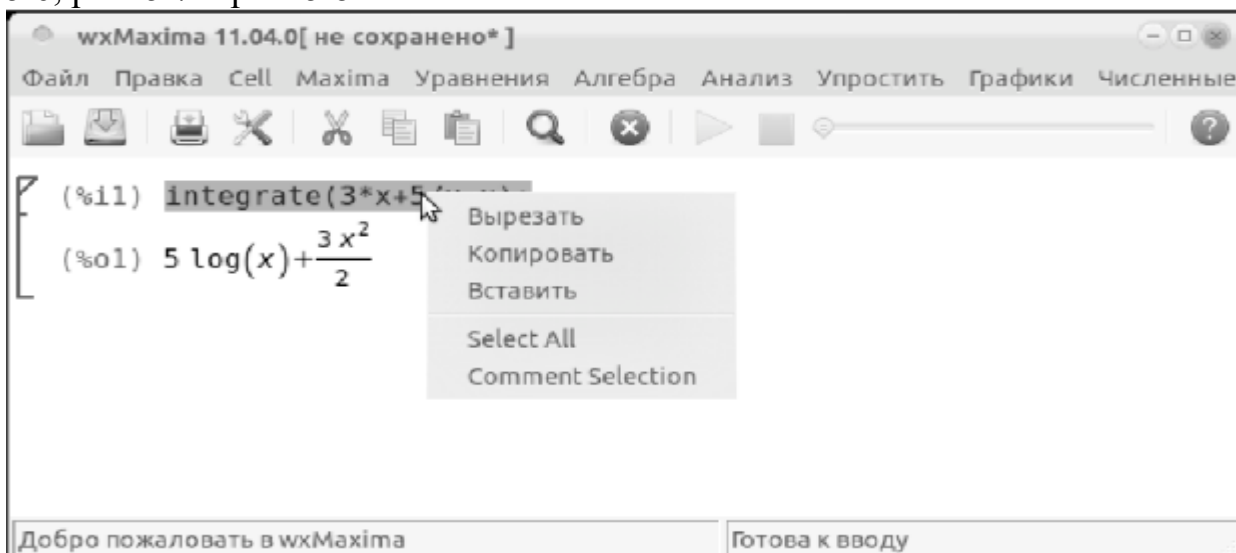 wxMaxima 11.04.0[ не сохранено* ]
Файл Правка Cell Maxima Уравнения Алгебра Анализ Упростить Графики Численные
(%i1) integrate(3*x+5
(%o1) 5 log(x)+3 x²/2
Вырезать
Копировать
Вставить
Select All
Comment Selection
Добро пожаловать в wxMaxima Готова к вводу